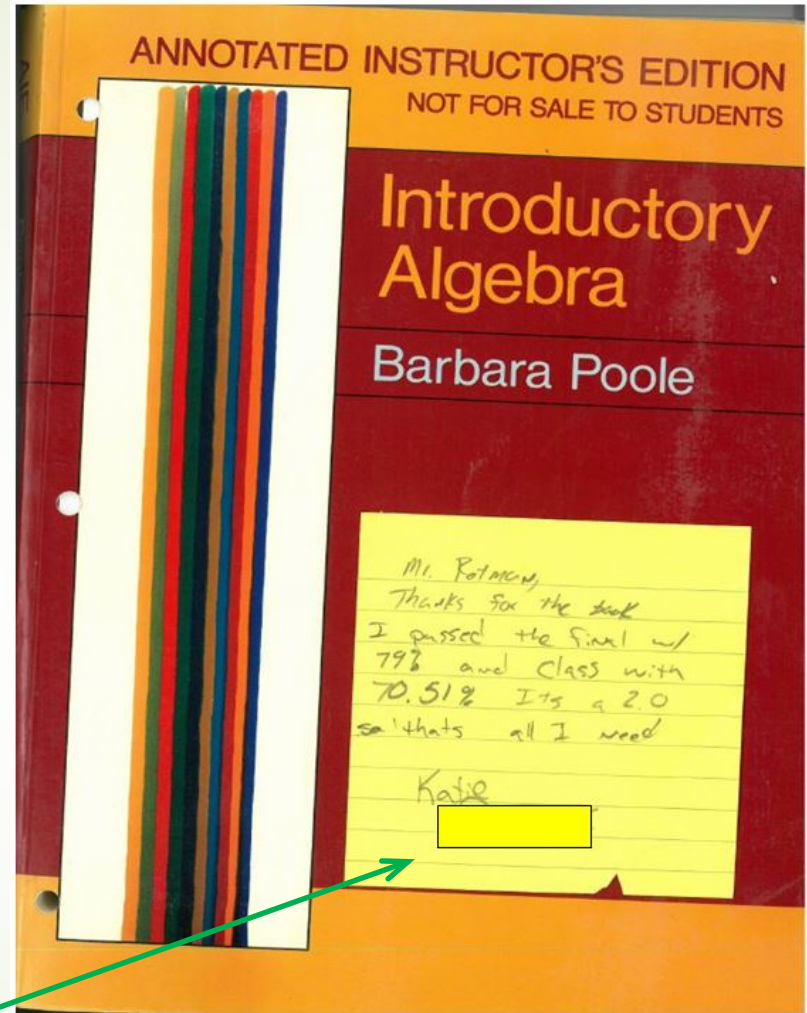 ANNOTATED INSTRUCTOR'S EDITION
NOT FOR SALE TO STUDENTS
Introductory
Algebra
Barbara Poole
Mr. Rotman,
Thanks for the book
I passed the final w/
79% and Class with
70.51% Its a 2.0
so thats all I need
Katie